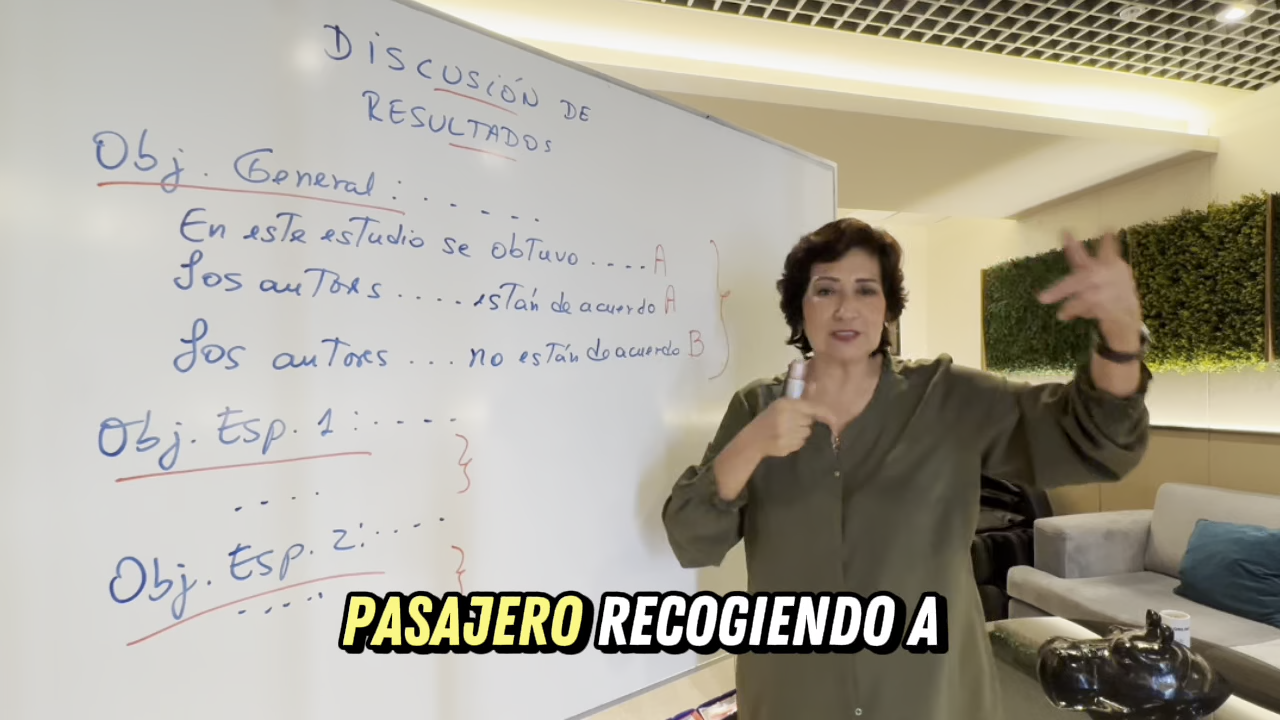 DISCUSIÓN DE
RESULTADOS
Obj. General : . . . . . .
En este estudio se obtuvo . . . . A
Los autores . . . . están de acuerdo A
Los autores . . . no están de acuerdo B
Obj. Esp. 1 : . . . . .
. . . .
Obj. Esp. 2 : . . . .
. . . . .
PASAJERO RECOGIENDO A